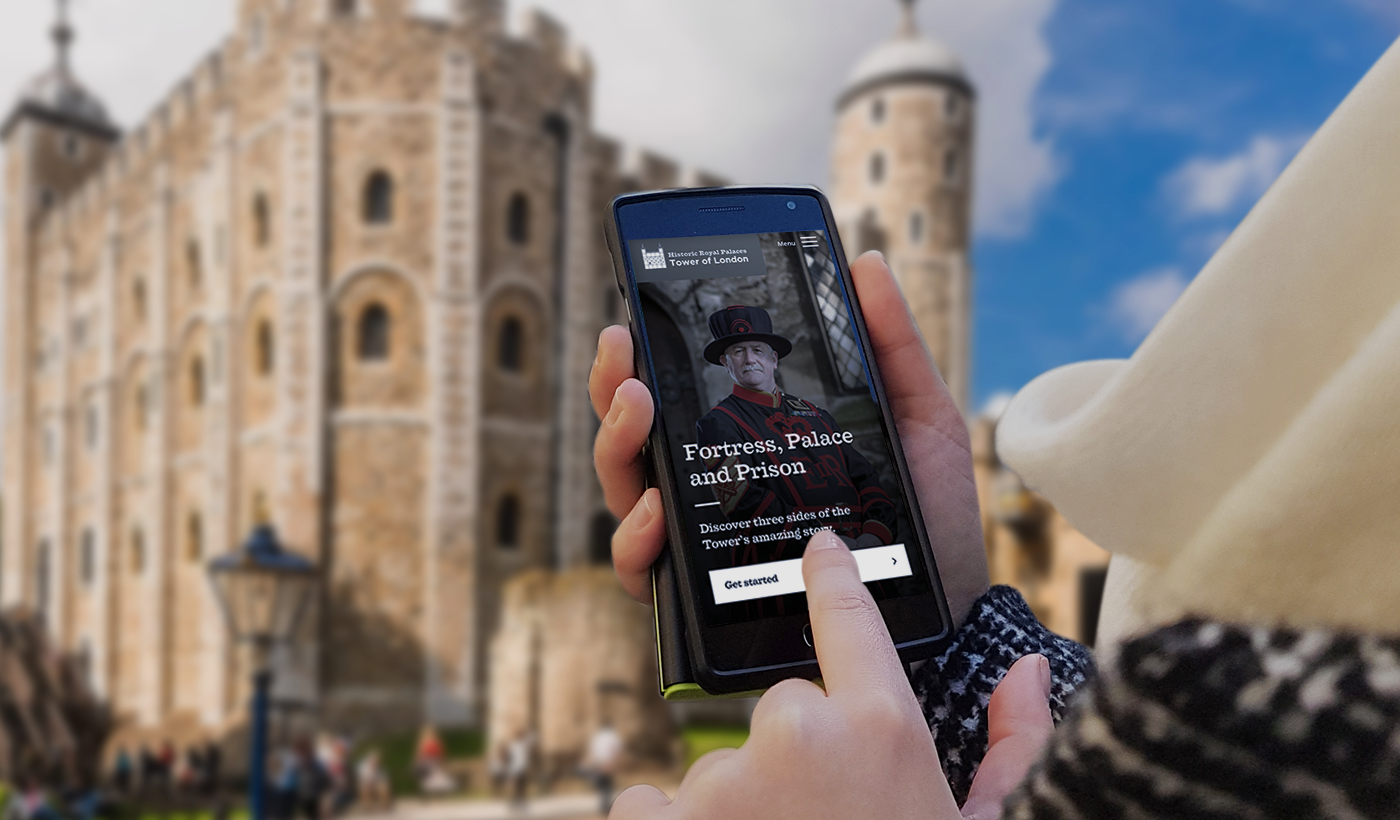 Historic Royal Palaces
Tower of London
Menu
Fortress, Palace
and Prison
Discover three sides of the
Tower's amazing story.
Get started